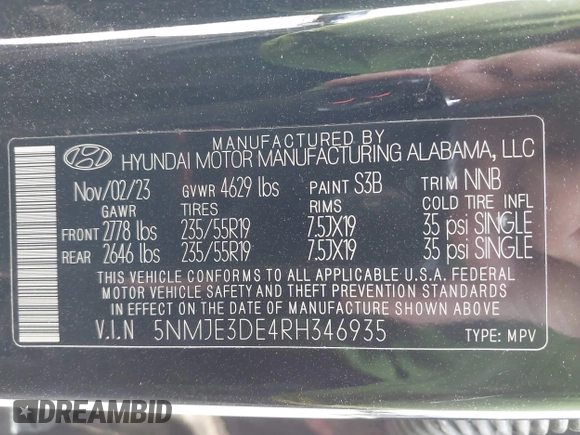 MANUFACTURED BY
HYUNDAI MOTOR MANUFACTURING ALABAMA, LLC
Nov/02/23 GVWR 4629 lbs PAINT S3B TRIM NNB
GAWR TIRES RIMS COLD TIRE INFL
FRONT 2778 lbs 235/55R19 7.5JX19 35 psi SINGLE
REAR 2646 lbs 235/55R19 7.5JX19 35 psi SINGLE
THIS VEHICLE CONFORMS TO ALL APPLICABLE U.S.A. FEDERAL
MOTOR VEHICLE SAFETY AND THEFT PREVENTION STANDARDS
IN EFFECT ON THE DATE OF MANUFACTURE SHOWN ABOVE
V.I.N 5NMJE3DE4RH346935 TYPE: MPV
DREAMBID